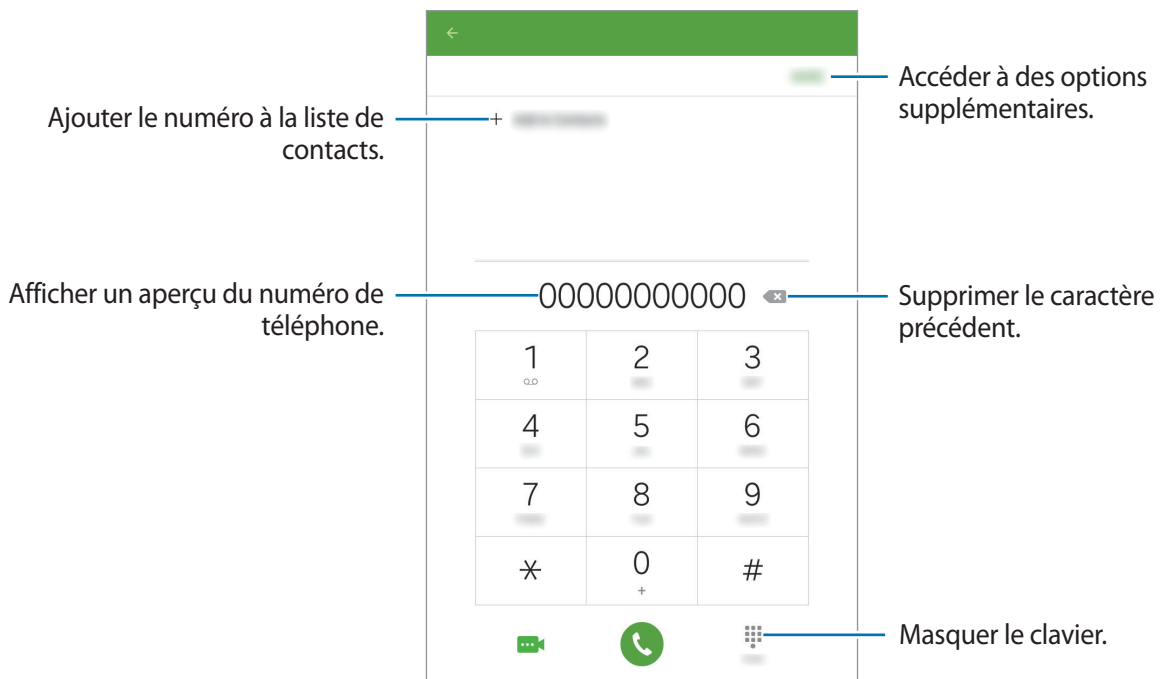 Accéder à des options
supplémentaires.
Ajouter le numéro à la liste de
contacts.
+
Afficher un aperçu du numéro de
téléphone.
00000000000
Supprimer le caractère
précédent.
1 2 3
4 5 6
7 8 9
* 0 #
+
Masquer le clavier.